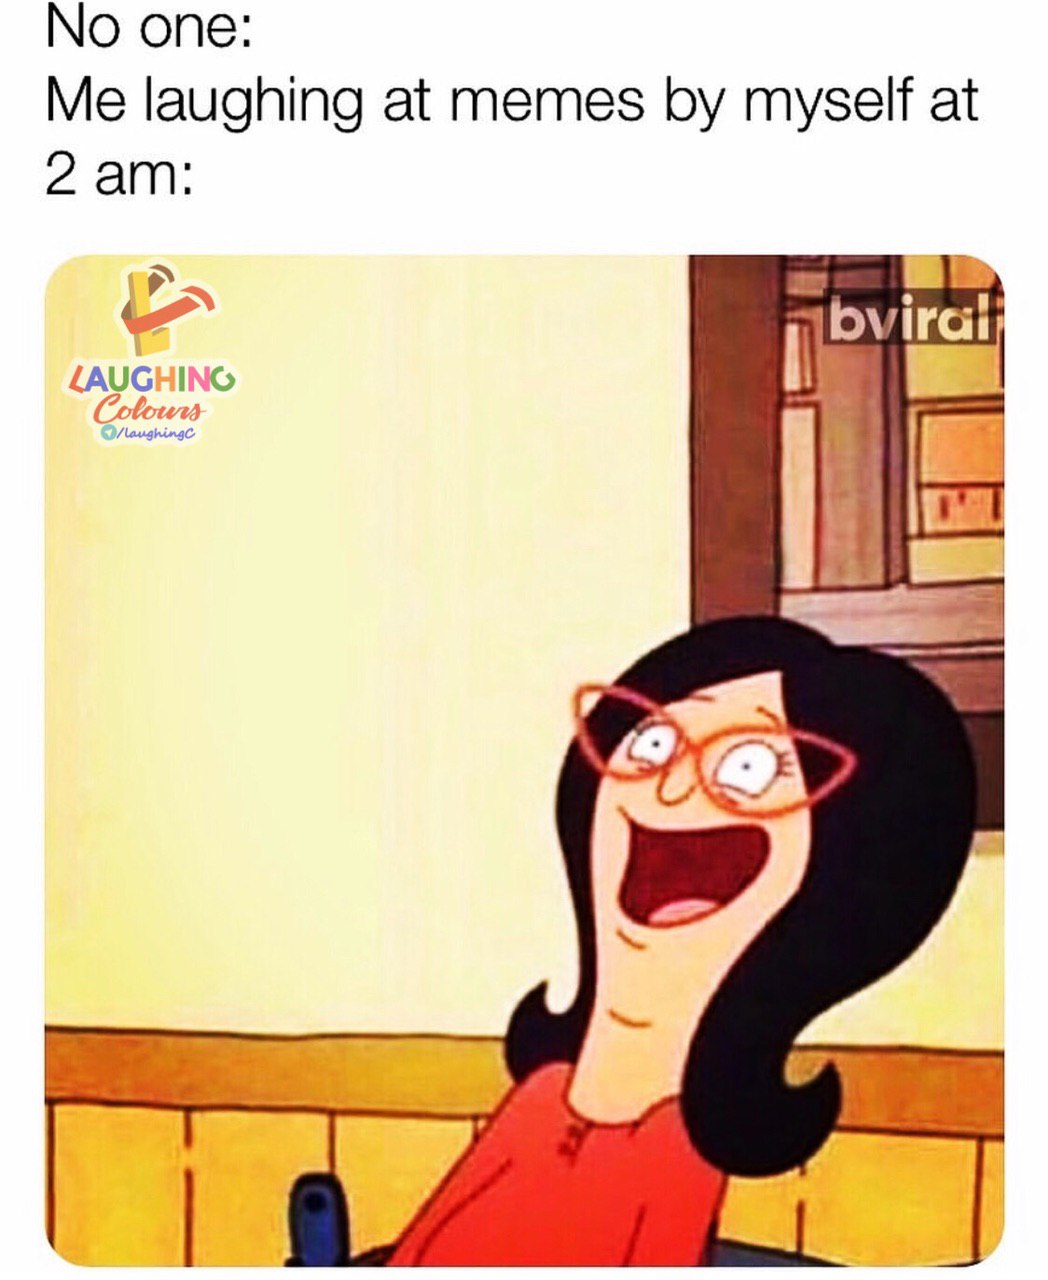 No one:
Me laughing at memes by myself at
2 am:
bviral
LAUGHING
Colours
/laughingC